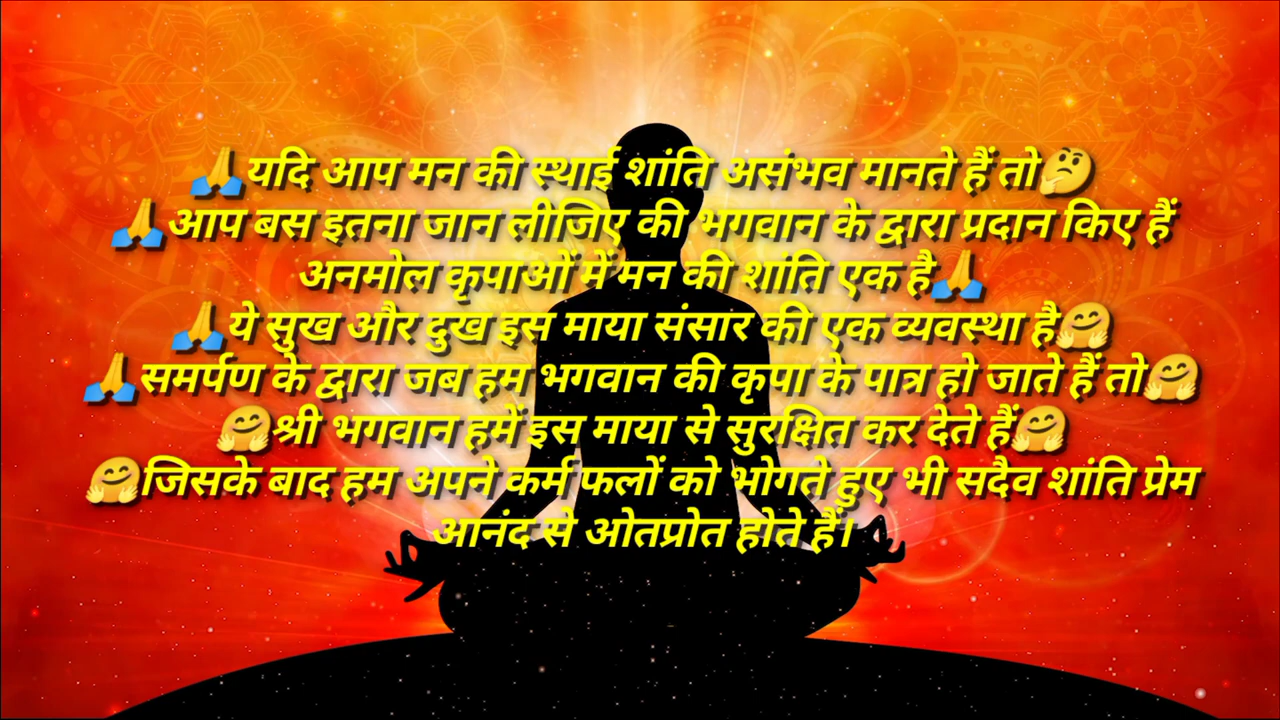 🙏यदि आप मन की स्थाई शांति असंभव मानते हैं तो🤔
🙏आप बस इतना जान लीजिए की भगवान के द्वारा प्रदान किए हैं
अनमोल कृपाओं में मन की शांति एक है🙏
🙏ये सुख और दुख इस माया संसार की एक व्यवस्था है🤗
🙏समर्पण के द्वारा जब हम भगवान की कृपा के पात्र हो जाते हैं तो🤗
🤗श्री भगवान हमें इस माया से सुरक्षित कर देते हैं🤗
🤗जिसके बाद हम अपने कर्म फलों को भोगते हुए भी सदैव शांति प्रेम
आनंद से ओतप्रोत होते हैं।